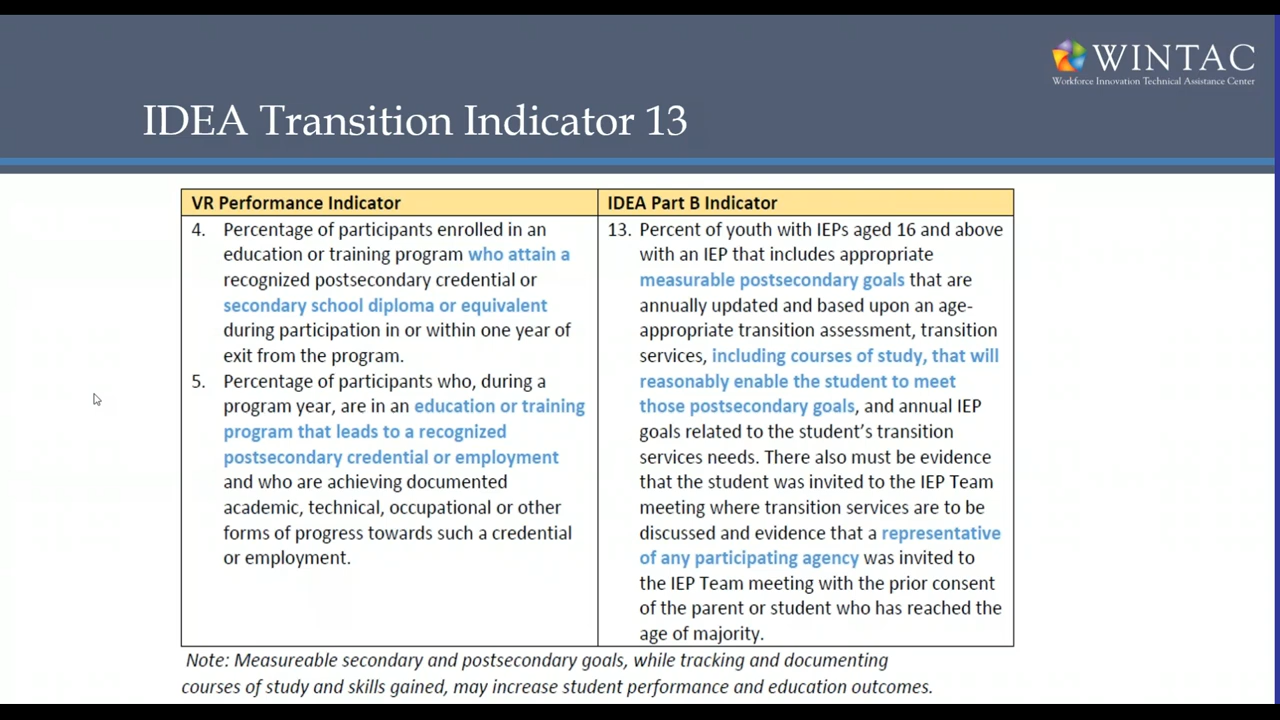 WINTAC
Workforce Innovation Technical Assistance Center
IDEA Transition Indicator 13
VR Performance Indicator
4. Percentage of participants enrolled in an
education or training program who attain a
recognized postsecondary credential or
secondary school diploma or equivalent
during participation in or within one year of
exit from the program.
5. Percentage of participants who, during a
program year, are in an education or training
program that leads to a recognized
postsecondary credential or employment
and who are achieving documented
academic, technical, occupational or other
forms of progress towards such a credential
or employment.
IDEA Part B Indicator
13. Percent of youth with IEPs aged 16 and above
with an IEP that includes appropriate
measurable postsecondary goals that are
annually updated and based upon an age-
appropriate transition assessment, transition
services, including courses of study, that will
reasonably enable the student to meet
those postsecondary goals, and annual IEP
goals related to the student's transition
services needs. There also must be evidence
that the student was invited to the IEP Team
meeting where transition services are to be
discussed and evidence that a representative
of any participating agency was invited to
the IEP Team meeting with the prior consent
of the parent or student who has reached the
age of majority.
Note: Measureable secondary and postsecondary goals, while tracking and documenting
courses of study and skills gained, may increase student performance and education outcomes.